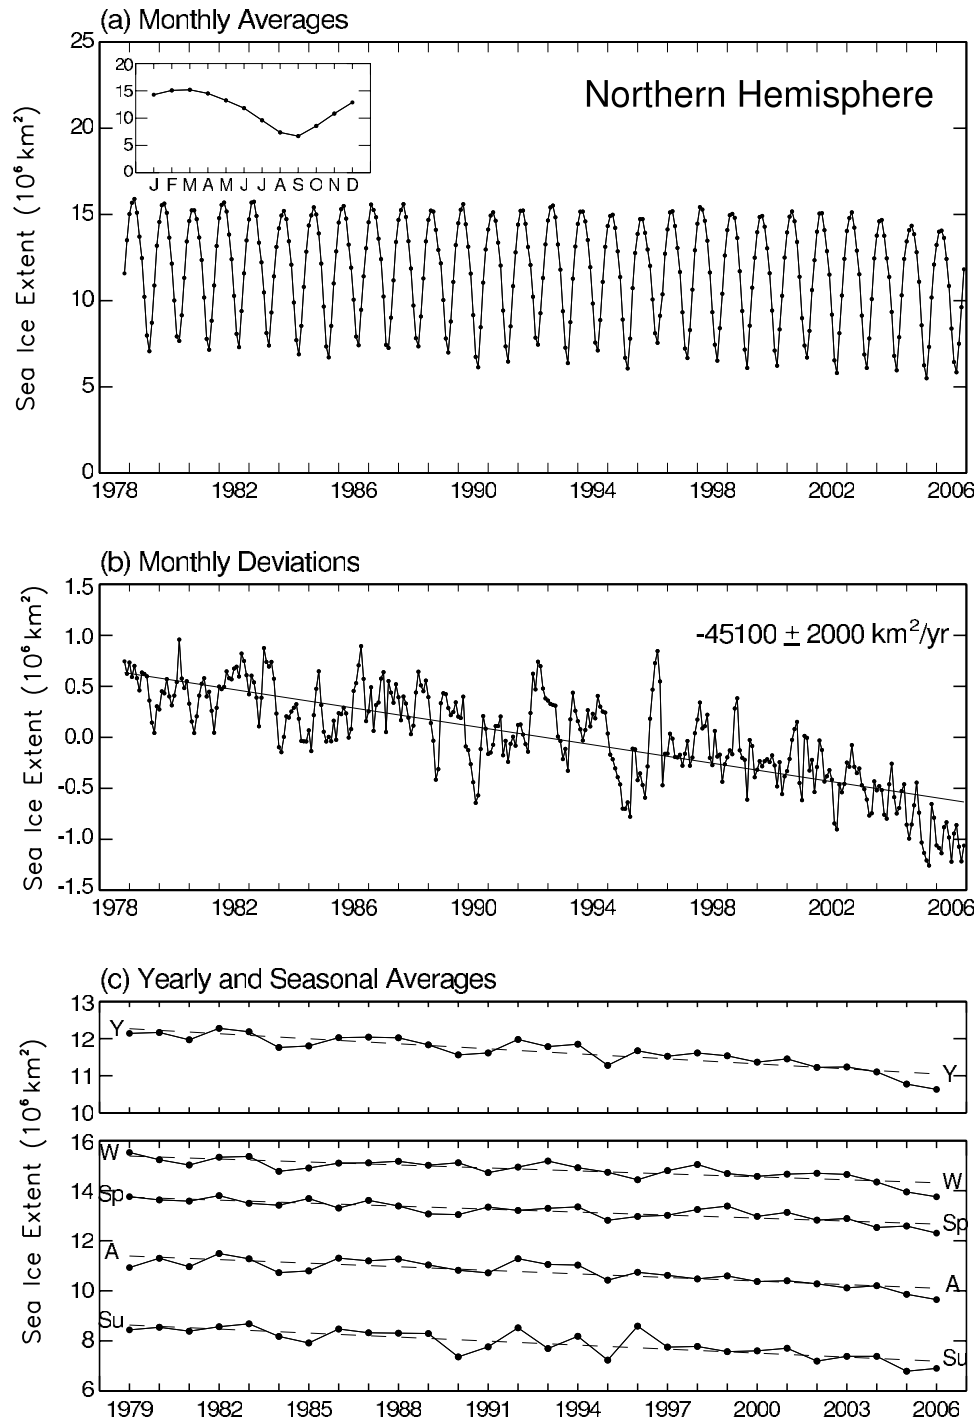 (a) Monthly Averages
Sea Ice Extent (10⁶ km²)
25
20
15
10
5
0
20
15
10
5
0
J F M A M J J A S O N D
Northern Hemisphere
1978 1982 1986 1990 1994 1998 2002 2006
(b) Monthly Deviations
Sea Ice Extent (10⁶ km²)
1.5
1.0
0.5
0.0
-0.5
-1.0
-1.5
-45100 ± 2000 km²/yr
1978 1982 1986 1990 1994 1998 2002 2006
(c) Yearly and Seasonal Averages
Sea Ice Extent (10⁶ km²)
13
12
11
10
Y Y
16
14
12
10
8
6
W W
Sp Sp
A A
Su Su
1979 1982 1985 1988 1991 1994 1997 2000 2003 2006